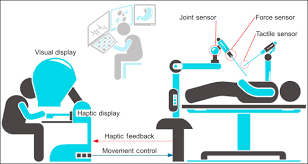 Joint sensor
Force sensor
Tactile sensor
Visual display
Haptic display
Haptic feedback
Movement control